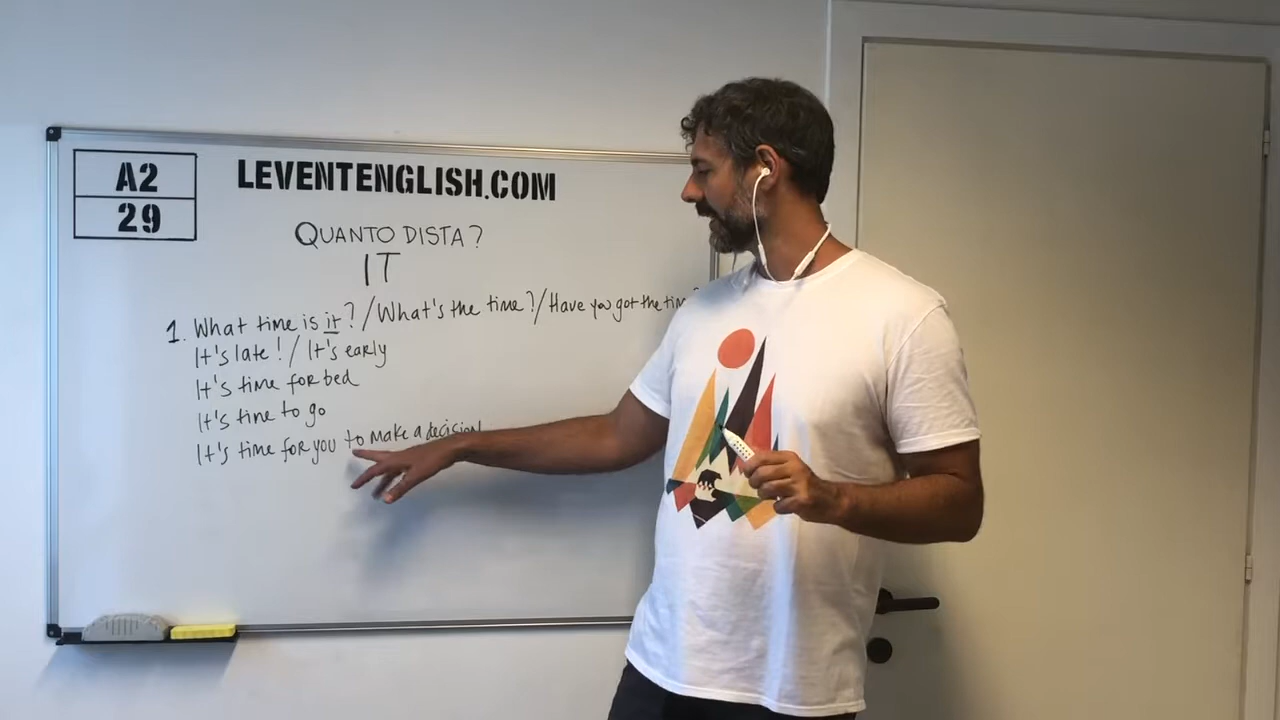 A2
29
LEVENTENGLISH.COM
QUANTO DISTA?
IT
1. What time is it? / What's the time? / Have you got the tim
It's late! / It's early
It's time for bed
It's time to go
It's time for you to make a decision